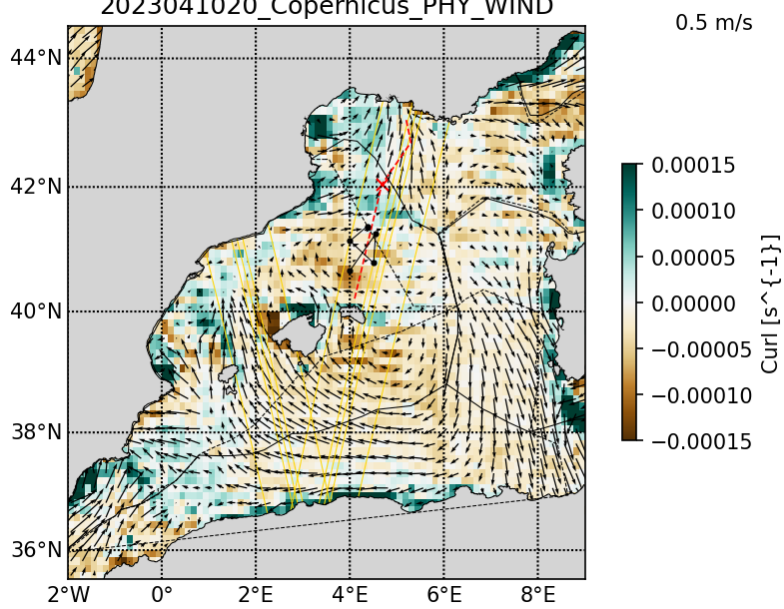 2023041020_Copernicus_PHY_WIND
0.5 m/s
44°N
42°N
40°N
38°N
36°N
2°W 0° 2°E 4°E 6°E 8°E
0.00015
0.00010
0.00005
0.00000
−0.00005
−0.00010
−0.00015
Curl [s^{-1}]